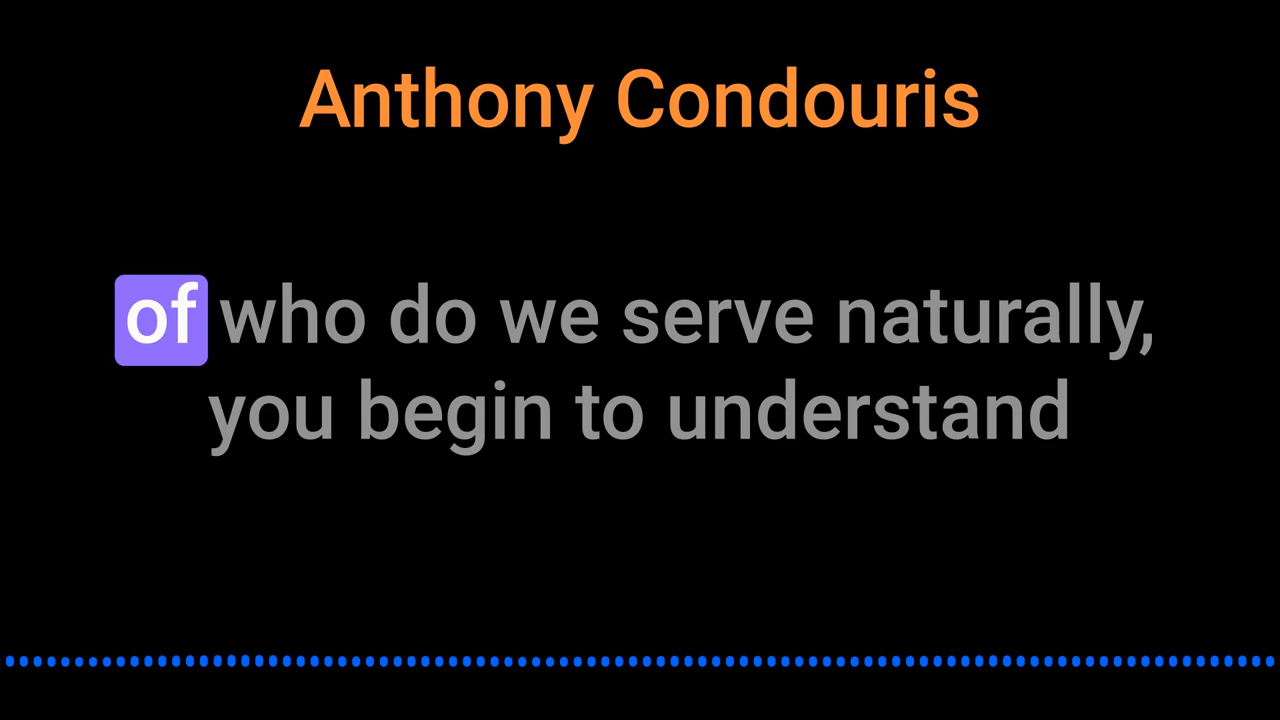 Anthony Condouris
of who do we serve naturally,
you begin to understand